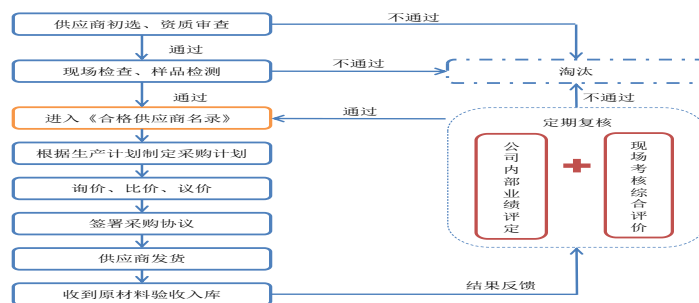 供应商初选、资质审查
不通过
通过
现场检查、样品检测
不通过
淘汰
通过
不通过
进入《合格供应商名录》
通过
定期复核
根据生产计划制定采购计划
公司内部业绩评定
现场考核综合评价
询价、比价、议价
签署采购协议
供应商发货
结果反馈
收到原材料验收入库